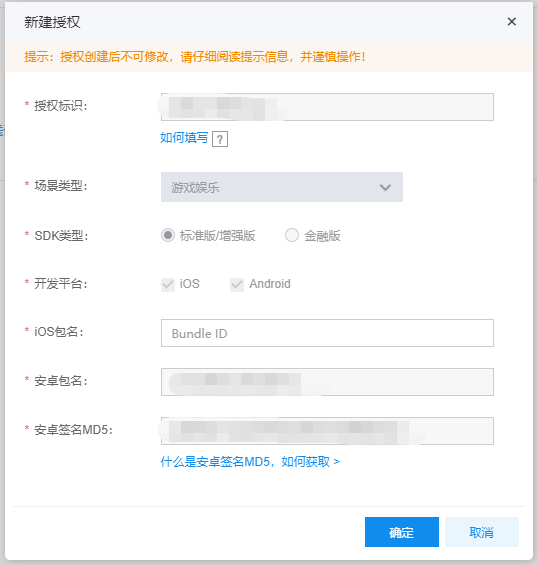 新建授权
提示：授权创建后不可修改，请仔细阅读提示信息，并谨慎操作！
* 授权标识：
如何填写 ?
* 场景类型： 游戏娱乐
* SDK类型： 标准版/增强版 金融版
* 开发平台： iOS Android
* iOS包名： Bundle ID
* 安卓包名：
* 安卓签名MD5：
什么是安卓签名MD5，如何获取 >
确定 取消